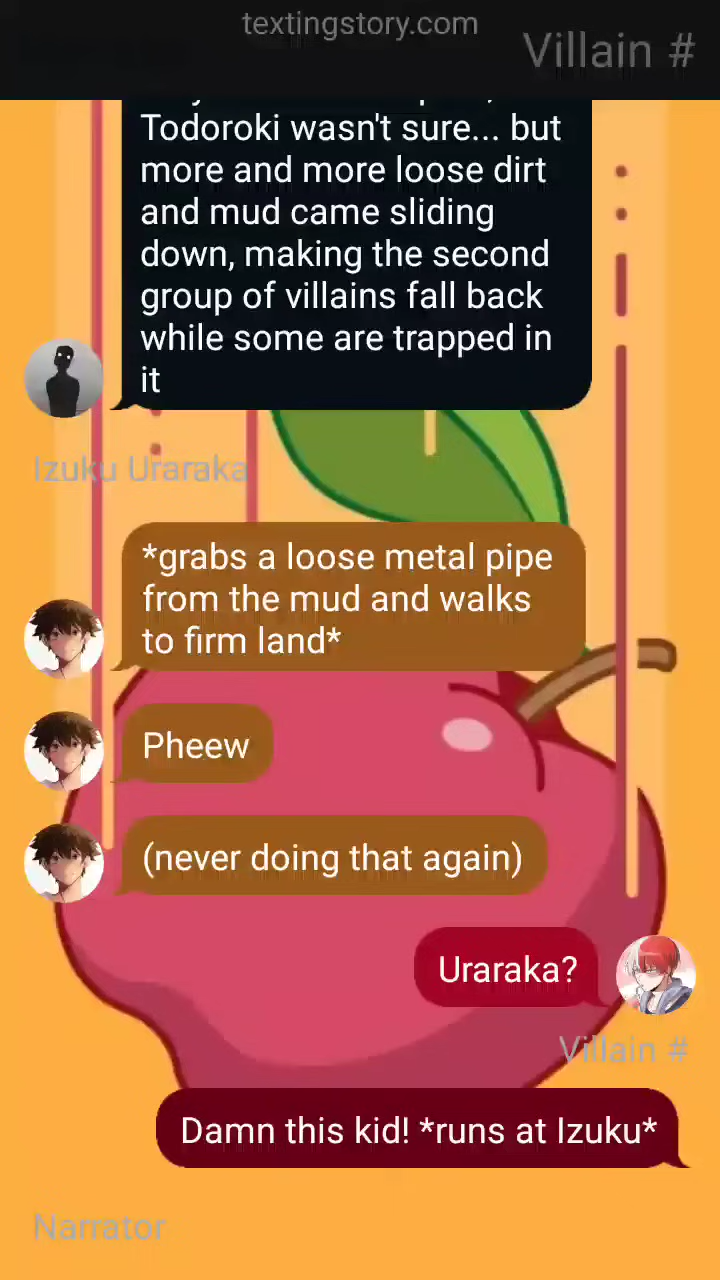 textingstory.com
Villain #
Todoroki wasn't sure... but
more and more loose dirt
and mud came sliding
down, making the second
group of villains fall back
while some are trapped in
it
Izuku Uraraka
*grabs a loose metal pipe
from the mud and walks
to firm land*
Pheew
(never doing that again)
Uraraka?
Villain #
Damn this kid! *runs at Izuku*
Narrator